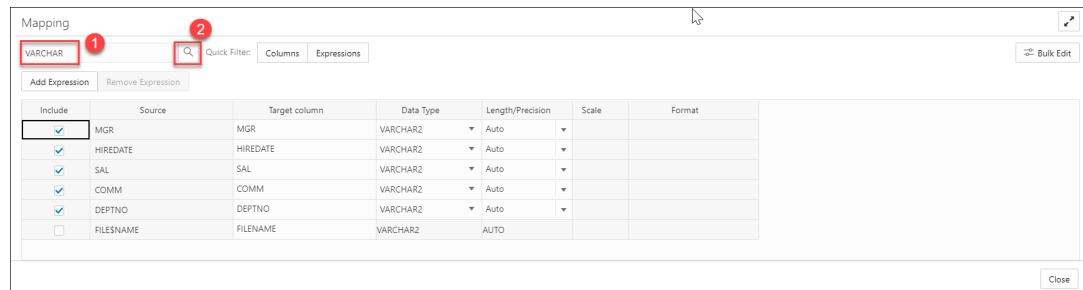 Mapping
2
VARCHAR 1 Quick Filter: Columns Expressions Bulk Edit
Add Expression Remove Expression
Include Source Target column Data Type Length/Precision Scale Format
MGR MGR VARCHAR2 Auto
HIREDATE HIREDATE VARCHAR2 Auto
SAL SAL VARCHAR2 Auto
COMM COMM VARCHAR2 Auto
DEPTNO DEPTNO VARCHAR2 Auto
FILE$NAME FILENAME VARCHAR2 AUTO
Close